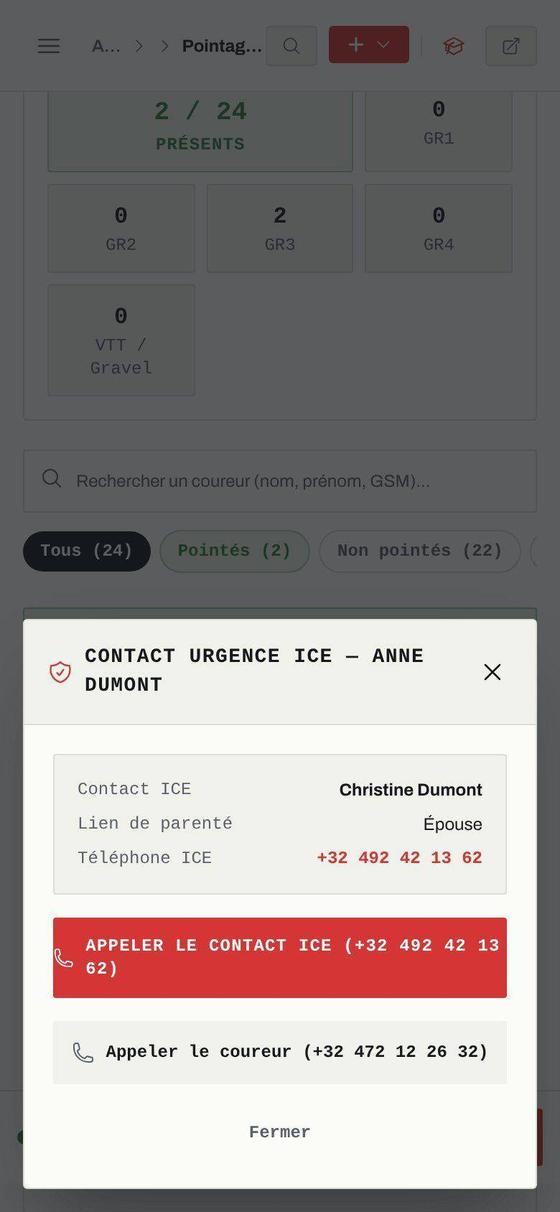 A...
Pointag...
2 / 24
PRÉSENTS
0
GR1
0
GR2
2
GR3
0
GR4
0
VTT /
Gravel
Rechercher un coureur (nom, prénom, GSM)...
Tous (24)
Pointés (2)
Non pointés (22)
CONTACT URGENCE ICE — ANNE
DUMONT
Contact ICE
Christine Dumont
Lien de parenté
Épouse
Téléphone ICE
+32 492 42 13 62
APPELER LE CONTACT ICE (+32 492 42 13
62)
Appeler le coureur (+32 472 12 26 32)
Fermer